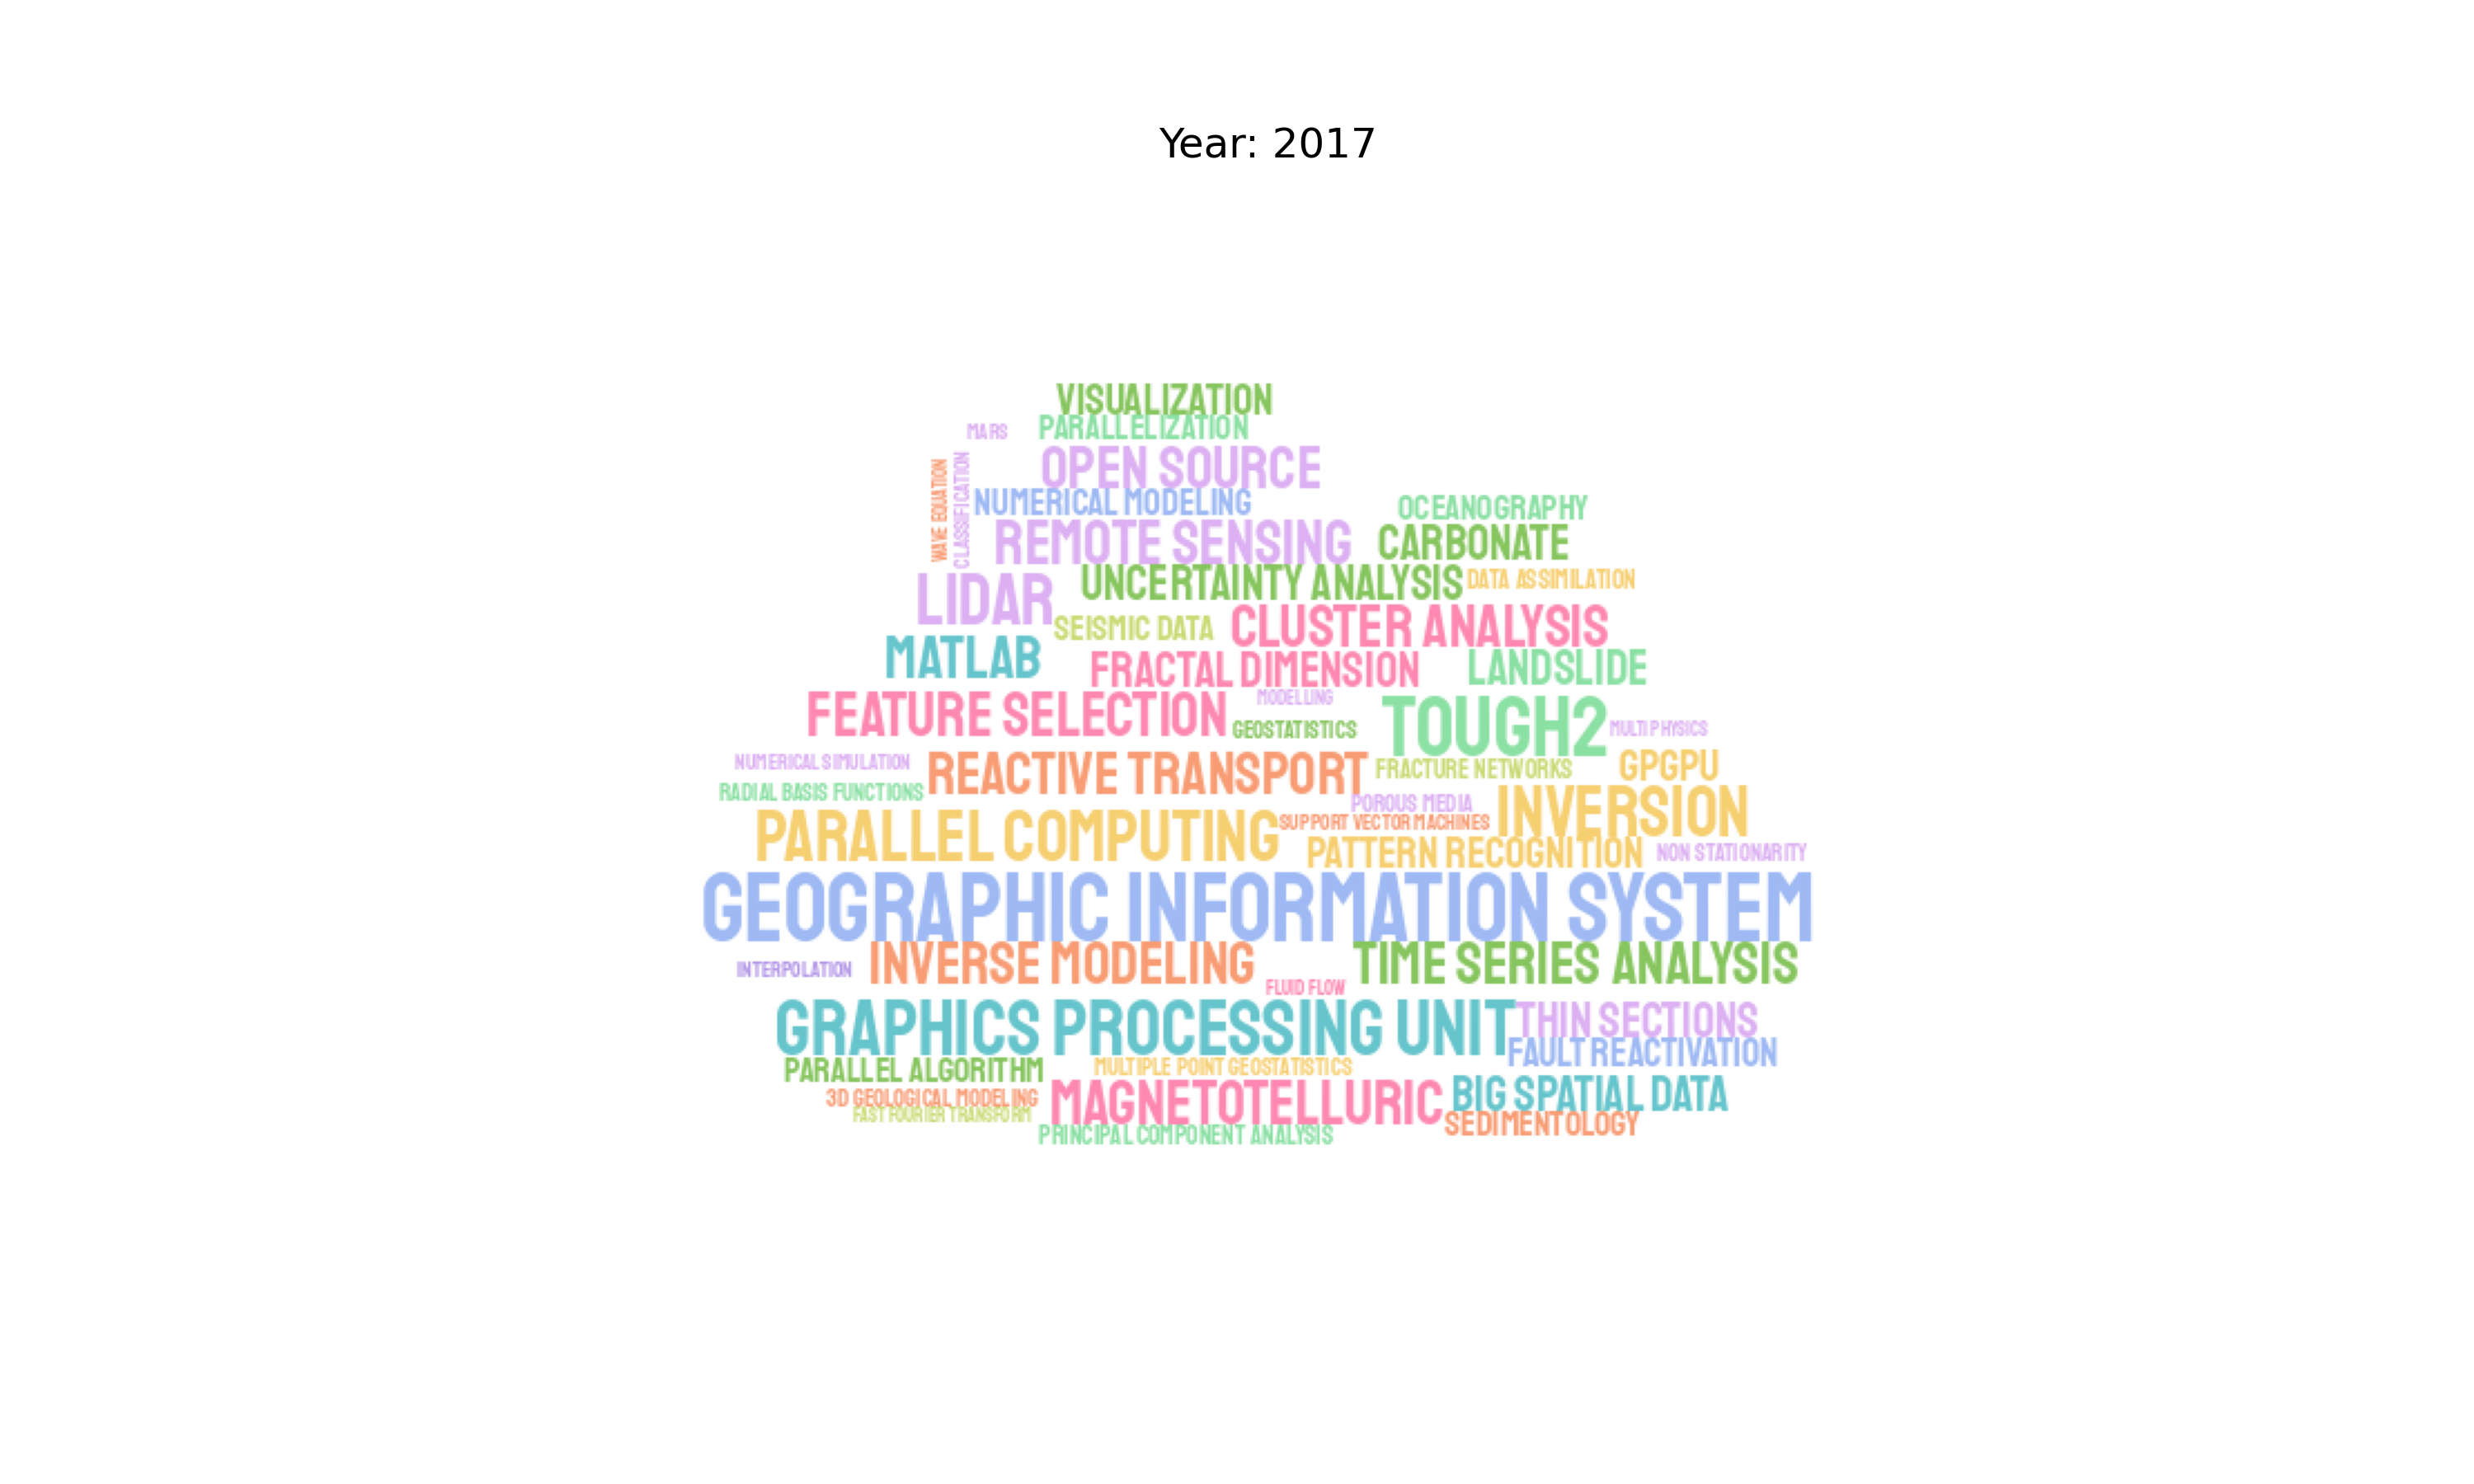 Year: 2017
VISUALIZATION
MARS
PARALLELIZATION
OPEN SOURCE
WAVE EQUATION
CLASSIFICATION
NUMERICAL MODELING
OCEANOGRAPHY
REMOTE SENSING
CARBONATE
UNCERTAINTY ANALYSIS
DATA ASSIMILATION
LIDAR
SEISMIC DATA
CLUSTER ANALYSIS
MATLAB
FRACTAL DIMENSION
LANDSLIDE
FEATURE SELECTION
MODELLING
GEOSTATISTICS
TOUGH2
MULTIPHYSICS
NUMERICAL SIMULATION
REACTIVE TRANSPORT
FRACTURE NETWORKS
GPGPU
RADIAL BASIS FUNCTIONS
POROUS MEDIA
INVERSION
PARALLEL COMPUTING
SUPPORT VECTOR MACHINES
PATTERN RECOGNITION
NON STATIONARITY
GEOGRAPHIC INFORMATION SYSTEM
INTERPOLATION
INVERSE MODELING
TIME SERIES ANALYSIS
FLUID FLOW
GRAPHICS PROCESSING UNIT
THIN SECTIONS
FAULT REACTIVATION
PARALLEL ALGORITHM
MULTIPLE POINT GEOSTATISTICS
3D GEOLOGICAL MODELING
MAGNETOTELLURIC
BIG SPATIAL DATA
FAST FOURIER TRANSFORM
SEDIMENTOLOGY
PRINCIPAL COMPONENT ANALYSIS